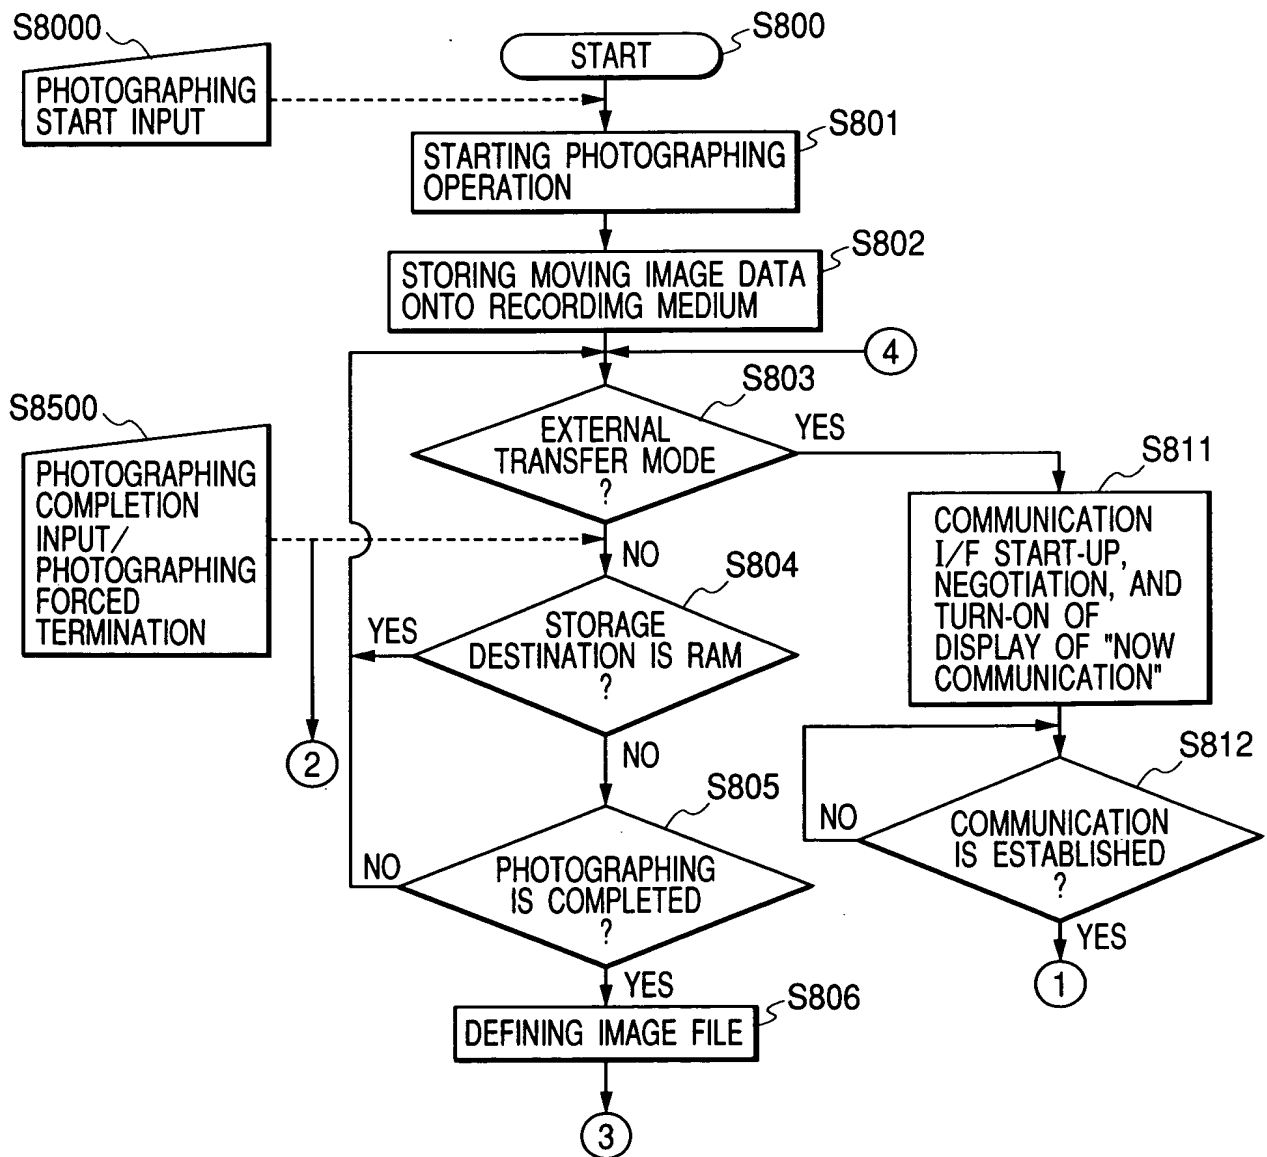 S8000
PHOTOGRAPHING
START INPUT
START
S800
STARTING PHOTOGRAPHING
OPERATION
S801
STORING MOVING IMAGE DATA
ONTO RECORDIMG MEDIUM
S802
4
S8500
PHOTOGRAPHING
COMPLETION
INPUT/
PHOTOGRAPHING
FORCED
TERMINATION
2
EXTERNAL
TRANSFER MODE
?
S803
YES
NO
STORAGE
DESTINATION IS RAM
?
S804
YES
NO
PHOTOGRAPHING
IS COMPLETED
?
S805
NO
YES
DEFINING IMAGE FILE
S806
3
S811
COMMUNICATION
I/F START-UP,
NEGOTIATION, AND
TURN-ON OF
DISPLAY OF "NOW
COMMUNICATION"
S812
COMMUNICATION
IS ESTABLISHED
?
NO
YES
1